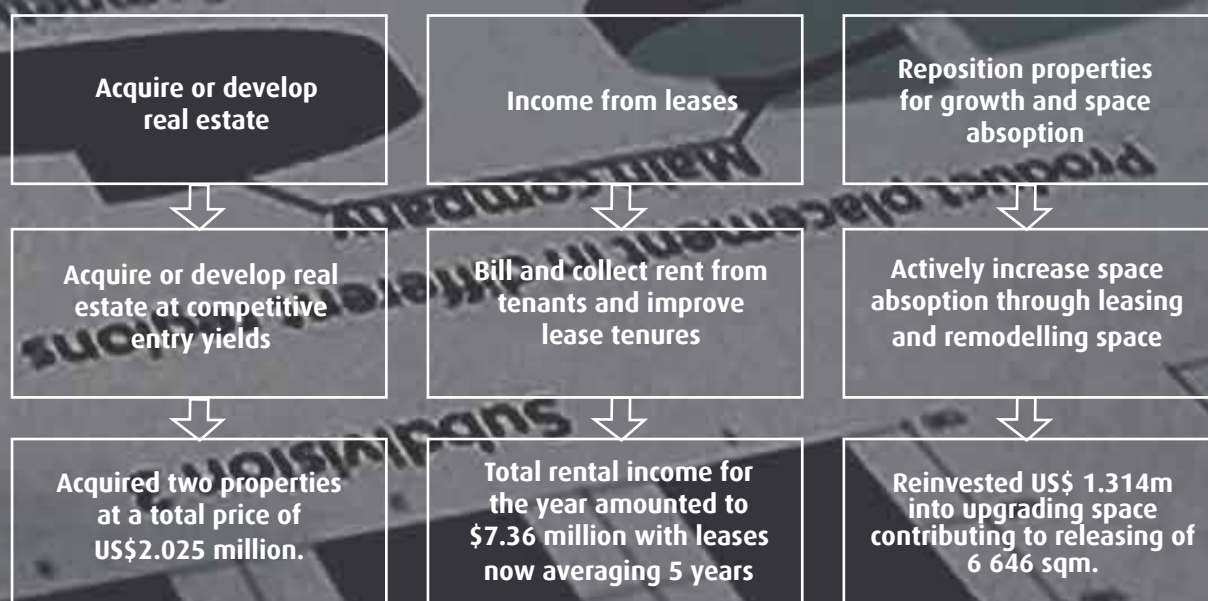 Acquire or develop
real estate
Income from leases
Reposition properties
for growth and space
absoption
Acquire or develop real
estate at competitive
entry yields
Bill and collect rent from
tenants and improve
lease tenures
Actively increase space
absoption through leasing
and remodelling space
Acquired two properties
at a total price of
US$2.025 million.
Total rental income for
the year amounted to
$7.36 million with leases
now averaging 5 years
Reinvested US$ 1.314m
into upgrading space
contributing to releasing of
6 646 sqm.
Main company
Product placement in different
Subdivision